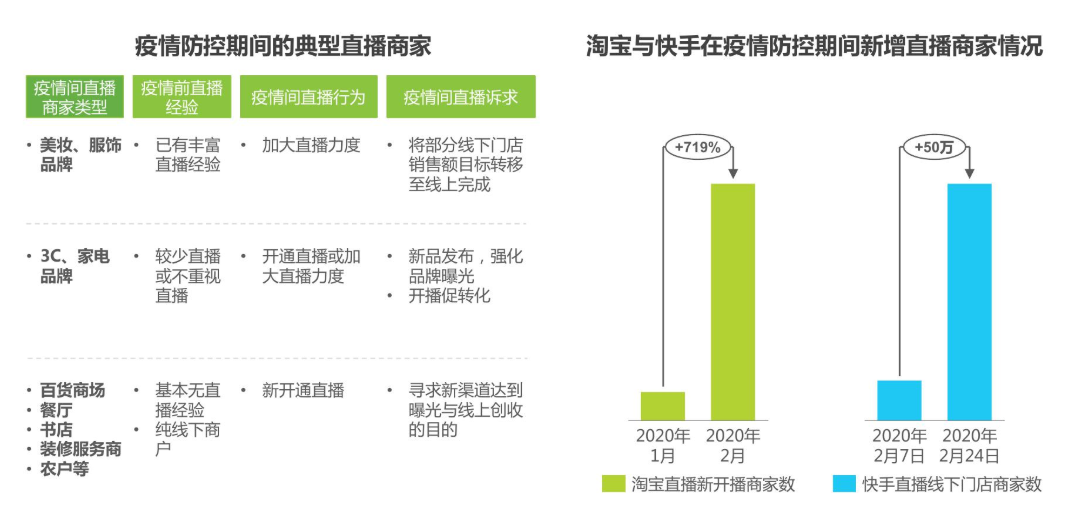 疫情防控期间的典型直播商家
疫情间直播
商家类型
疫情前直播
经验
疫情间直播行为
疫情间直播诉求
• 美妆、服饰
品牌
• 已有丰富
直播经验
• 加大直播力度
• 将部分线下门店
销售额目标转移
至线上完成
• 3C、家电
品牌
• 较少直播
或不重视
直播
• 开通直播或加
大直播力度
• 新品发布，强化
品牌曝光
• 开播促转化
• 百货商场
• 餐厅
• 书店
• 装修服务商
• 农户等
• 基本无直
播经验
• 纯线下商
户
• 新开通直播
• 寻求新渠道达到
曝光与线上创收
的目的
淘宝与快手在疫情防控期间新增直播商家情况
+719%
2020年
1月
2020年
2月
淘宝直播新开播商家数
+50万
2020年
2月7日
2020年
2月24日
快手直播线下门店商家数